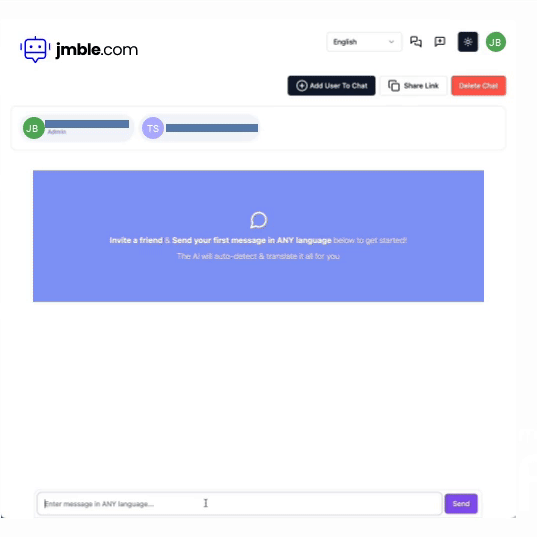 jmble.com
English
JB
Add User To Chat
Share Link
Delete Chat
JB
Admin
TS
Invite a friend & Send your first message in ANY language below to get started!
The AI will auto-detect & translate it all for you
Enter message in ANY language...
Send